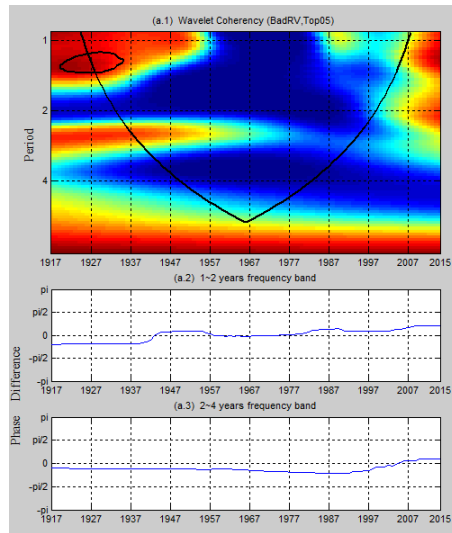 (a.1) Wavelet Coherency (BadRV,Top05)
1
2
4
Period
1917 1927 1937 1947 1957 1967 1977 1987 1997 2007 2015
(a.2) 1~2 years frequency band
pi
pi/2
0
-pi/2
-pi
1917 1927 1937 1947 1957 1967 1977 1987 1997 2007 2015
Phase Difference
(a.3) 2~4 years frequency band
pi
pi/2
0
-pi/2
-pi
1917 1927 1937 1947 1957 1967 1977 1987 1997 2007 2015